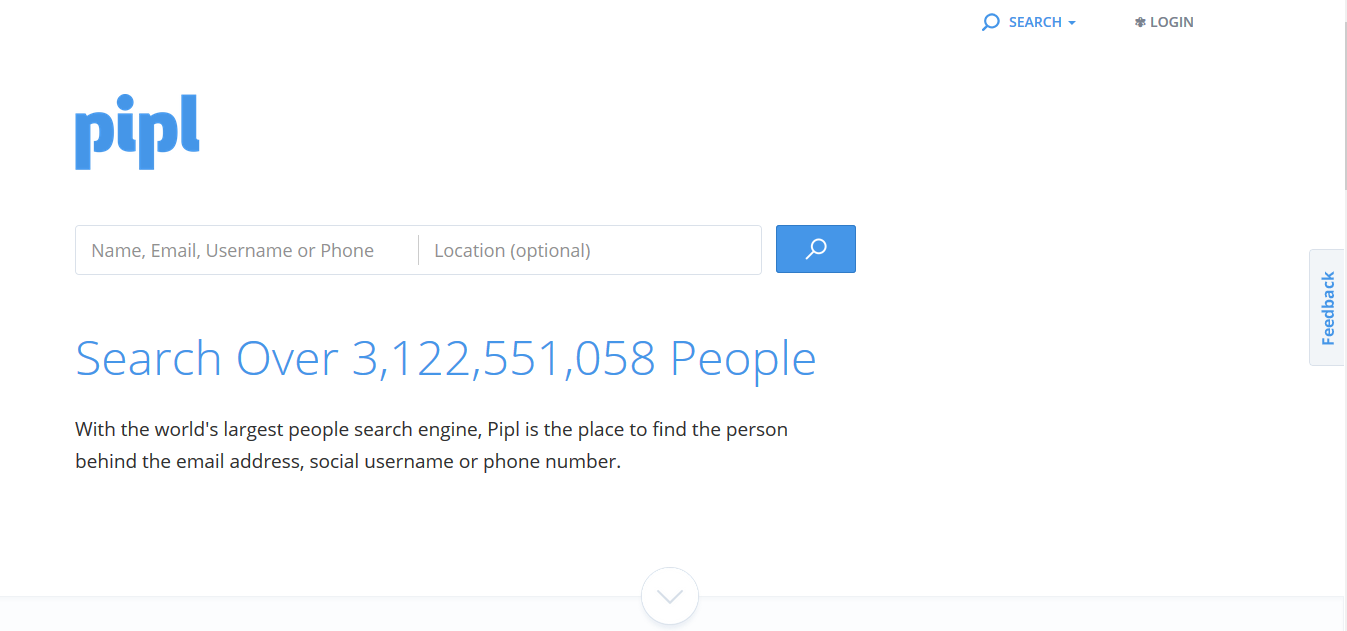 SEARCH
LOGIN
pipl
Name, Email, Username or Phone
Location (optional)
Feedback
Search Over 3,122,551,058 People
With the world's largest people search engine, Pipl is the place to find the person
behind the email address, social username or phone number.